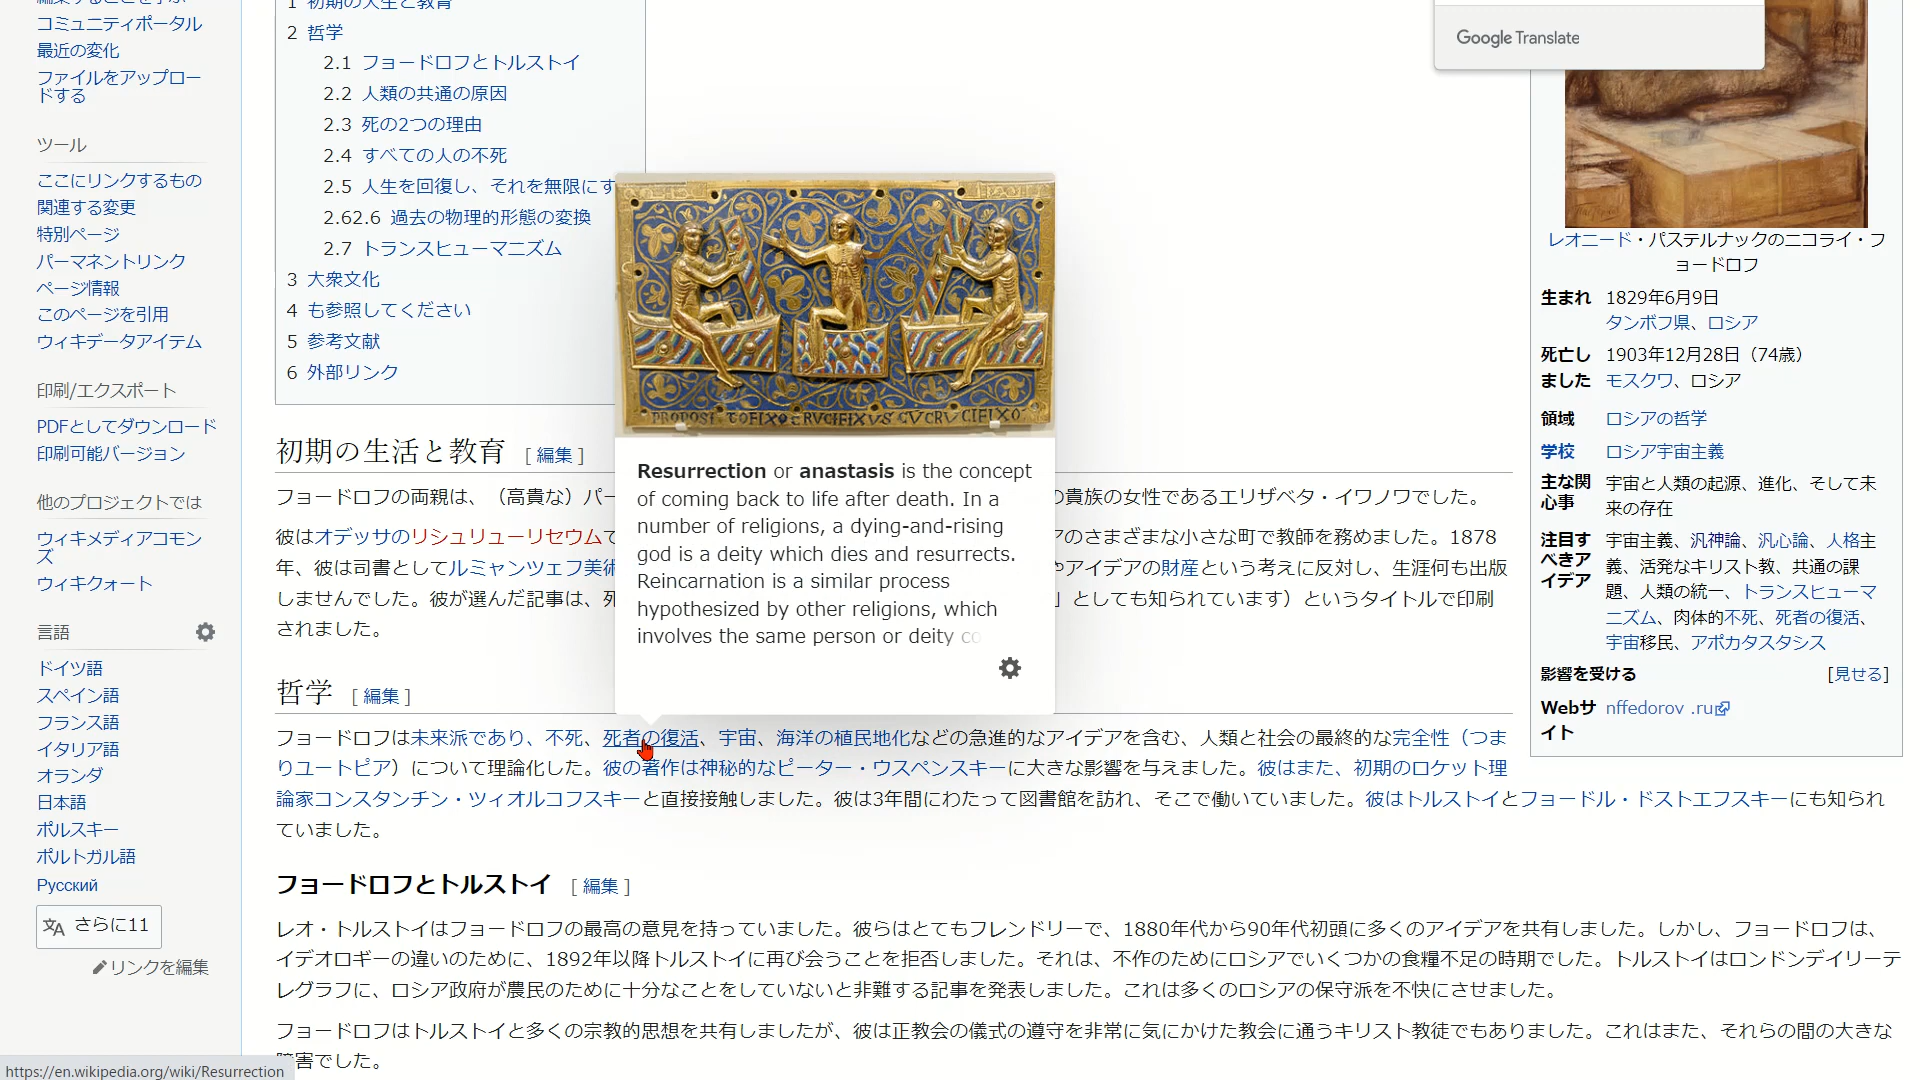 編集することを学ぶ
コミュニティポータル
最近の変化
ファイルをアップロー
ドする
ツール
ここにリンクするもの
関連する変更
特別ページ
パーマネントリンク
ページ情報
このページを引用
ウィキデータアイテム
印刷/エクスポート
PDFとしてダウンロード
印刷可能バージョン
他のプロジェクトでは
ウィキメディアコモン
ズ
ウィキクォート
言語
ドイツ語
スペイン語
フランス語
イタリア語
オランダ
日本語
ポルスキー
ポルトガル語
Русский
さらに11
リンクを編集
1 初期の人生と教育
2 哲学
2.1 フョードロフとトルストイ
2.2 人類の共通の原因
2.3 死の2つの理由
2.4 すべての人の不死
2.5 人生を回復し、それを無限にす
2.62.6 過去の物理的形態の変換
2.7 トランスヒューマニズム
3 大衆文化
4 も参照してください
5 参考文献
6 外部リンク
初期の生活と教育 [ 編集 ]
フョードロフの両親は、（高貴な）パー
の貴族の女性であるエリザベタ・イワノワでした。
彼はオデッサのリシュリューリセウムで
アのさまざまな小さな町で教師を務めました。1878
年、彼は司書としてルミャンツェフ美術
やアイデアの財産という考えに反対し、生涯何も出版
しませんでした。彼が選んだ記事は、死
」としても知られています）というタイトルで印刷
されました。
PROPOSI TOFIXO CRVCIFIXVS CVCRV CIFIXO
Resurrection or anastasis is the concept
of coming back to life after death. In a
number of religions, a dying-and-rising
god is a deity which dies and resurrects.
Reincarnation is a similar process
hypothesized by other religions, which
involves the same person or deity co
哲学 [ 編集 ]
フョードロフは未来派であり、不死、死者の復活、宇宙、海洋の植民地化などの急進的なアイデアを含む、人類と社会の最終的な完全性（つま
りユートピア）について理論化した。彼の著作は神秘的なピーター・ウスペンスキーに大きな影響を与えました。彼はまた、初期のロケット理
論家コンスタンチン・ツィオルコフスキーと直接接触しました。彼は3年間にわたって図書館を訪れ、そこで働いていました。彼はトルストイとフョードル・ドストエフスキーにも知られ
ていました。
フョードロフとトルストイ [ 編集 ]
レオ・トルストイはフョードロフの最高の意見を持っていました。彼らはとてもフレンドリーで、1880年代から90年代初頭に多くのアイデアを共有しました。しかし、フョードロフは、
イデオロギーの違いのために、1892年以降トルストイに再び会うことを拒否しました。それは、不作のためにロシアでいくつかの食糧不足の時期でした。トルストイはロンドンデイリーテ
レグラフに、ロシア政府が農民のために十分なことをしていないと非難する記事を発表しました。これは多くのロシアの保守派を不快にさせました。
フョードロフはトルストイと多くの宗教的思想を共有しましたが、彼は正教会の儀式の遵守を非常に気にかけた教会に通うキリスト教徒でもありました。これはまた、それらの間の大きな
障害でした。
Google Translate
レオニード・パステルナックのニコライ・フ
ョードロフ
生まれ 1829年6月9日
タンボフ県、ロシア
死亡し 1903年12月28日（74歳）
ました モスクワ、ロシア
領域 ロシアの哲学
学校 ロシア宇宙主義
主な関 宇宙と人類の起源、進化、そして未
心事 来の存在
注目す 宇宙主義、汎神論、汎心論、人格主
べきア 義、活発なキリスト教、共通の課
イデア 題、人類の統一、トランスヒューマ
ニズム、肉体的不死、死者の復活、
宇宙移民、アポカタスタシス
影響を受ける [見せる]
Webサ nffedorov .ru
イト
https://en.wikipedia.org/wiki/Resurrection